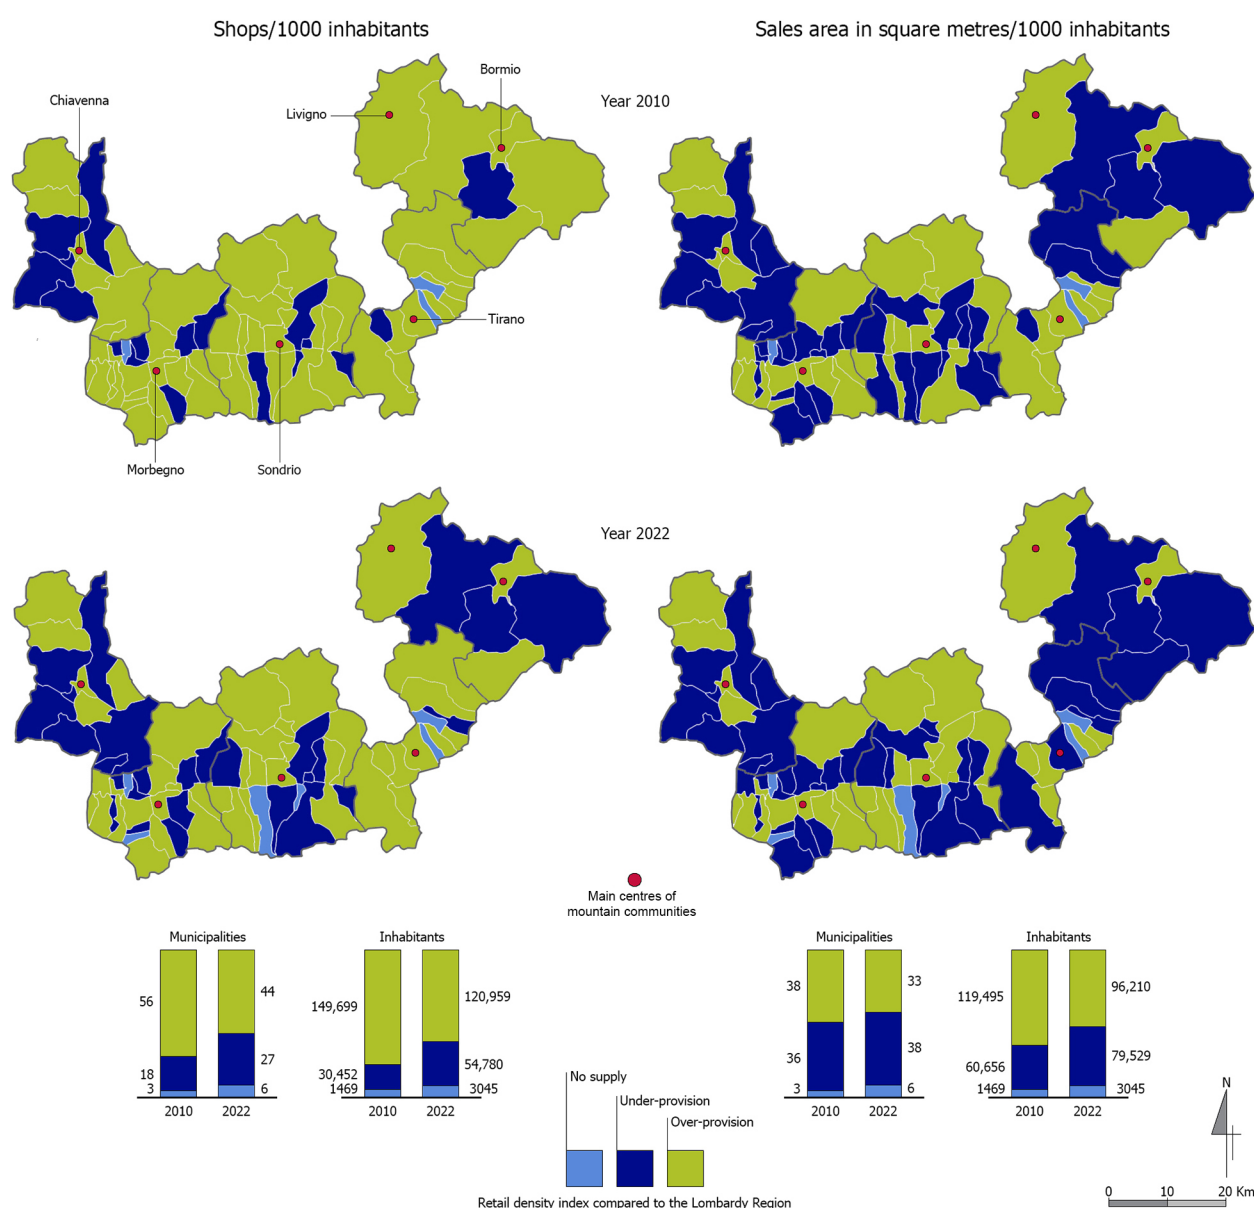 Shops/1000 inhabitants
Sales area in square metres/1000 inhabitants
Bormio
Year 2010
Chiavenna
Livigno
Tirano
Morbegno
Sondrio
Year 2022
Main centres of
mountain communities
Municipalities
Inhabitants
Municipalities
Inhabitants
56
44
149,699
120,959
38
33
119,495
96,210
18
27
30,452
54,780
36
38
60,656
79,529
3
6
1469
3045
3
6
1469
3045
2010
2022
2010
2022
2010
2022
2010
2022
No supply
Under-provision
Over-provision
N
0
10
20 Km
Retail density index compared to the Lombardy Region